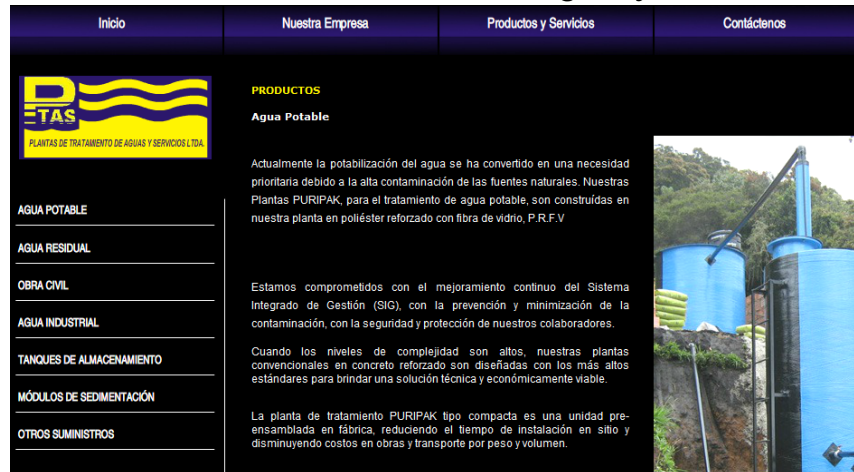 Inicio
Nuestra Empresa
Productos y Servicios
Contáctenos
P
ETAS
PLANTAS DE TRATAMIENTO DE AGUAS Y SERVICIOS LTDA.
AGUA POTABLE
AGUA RESIDUAL
OBRA CIVIL
AGUA INDUSTRIAL
TANQUES DE ALMACENAMIENTO
MÓDULOS DE SEDIMENTACIÓN
OTROS SUMINISTROS
PRODUCTOS
Agua Potable
Actualmente la potabilización del agua se ha convertido en una necesidad
prioritaria debido a la alta contaminación de las fuentes naturales. Nuestras
Plantas PURIPAK, para el tratamiento de agua potable, son construídas en
nuestra planta en poliéster reforzado con fibra de vidrio, P.R.F.V
Estamos comprometidos con el mejoramiento continuo del Sistema
Integrado de Gestión (SIG), con la prevención y minimización de la
contaminación, con la seguridad y protección de nuestros colaboradores.
Cuando los niveles de complejidad son altos, nuestras plantas
convencionales en concreto reforzado son diseñadas con los más altos
estándares para brindar una solución técnica y económicamente viable.
La planta de tratamiento PURIPAK tipo compacta es una unidad pre-
ensamblada en fábrica, reduciendo el tiempo de instalación en sitio y
disminuyendo costos en obras y transporte por peso y volumen.